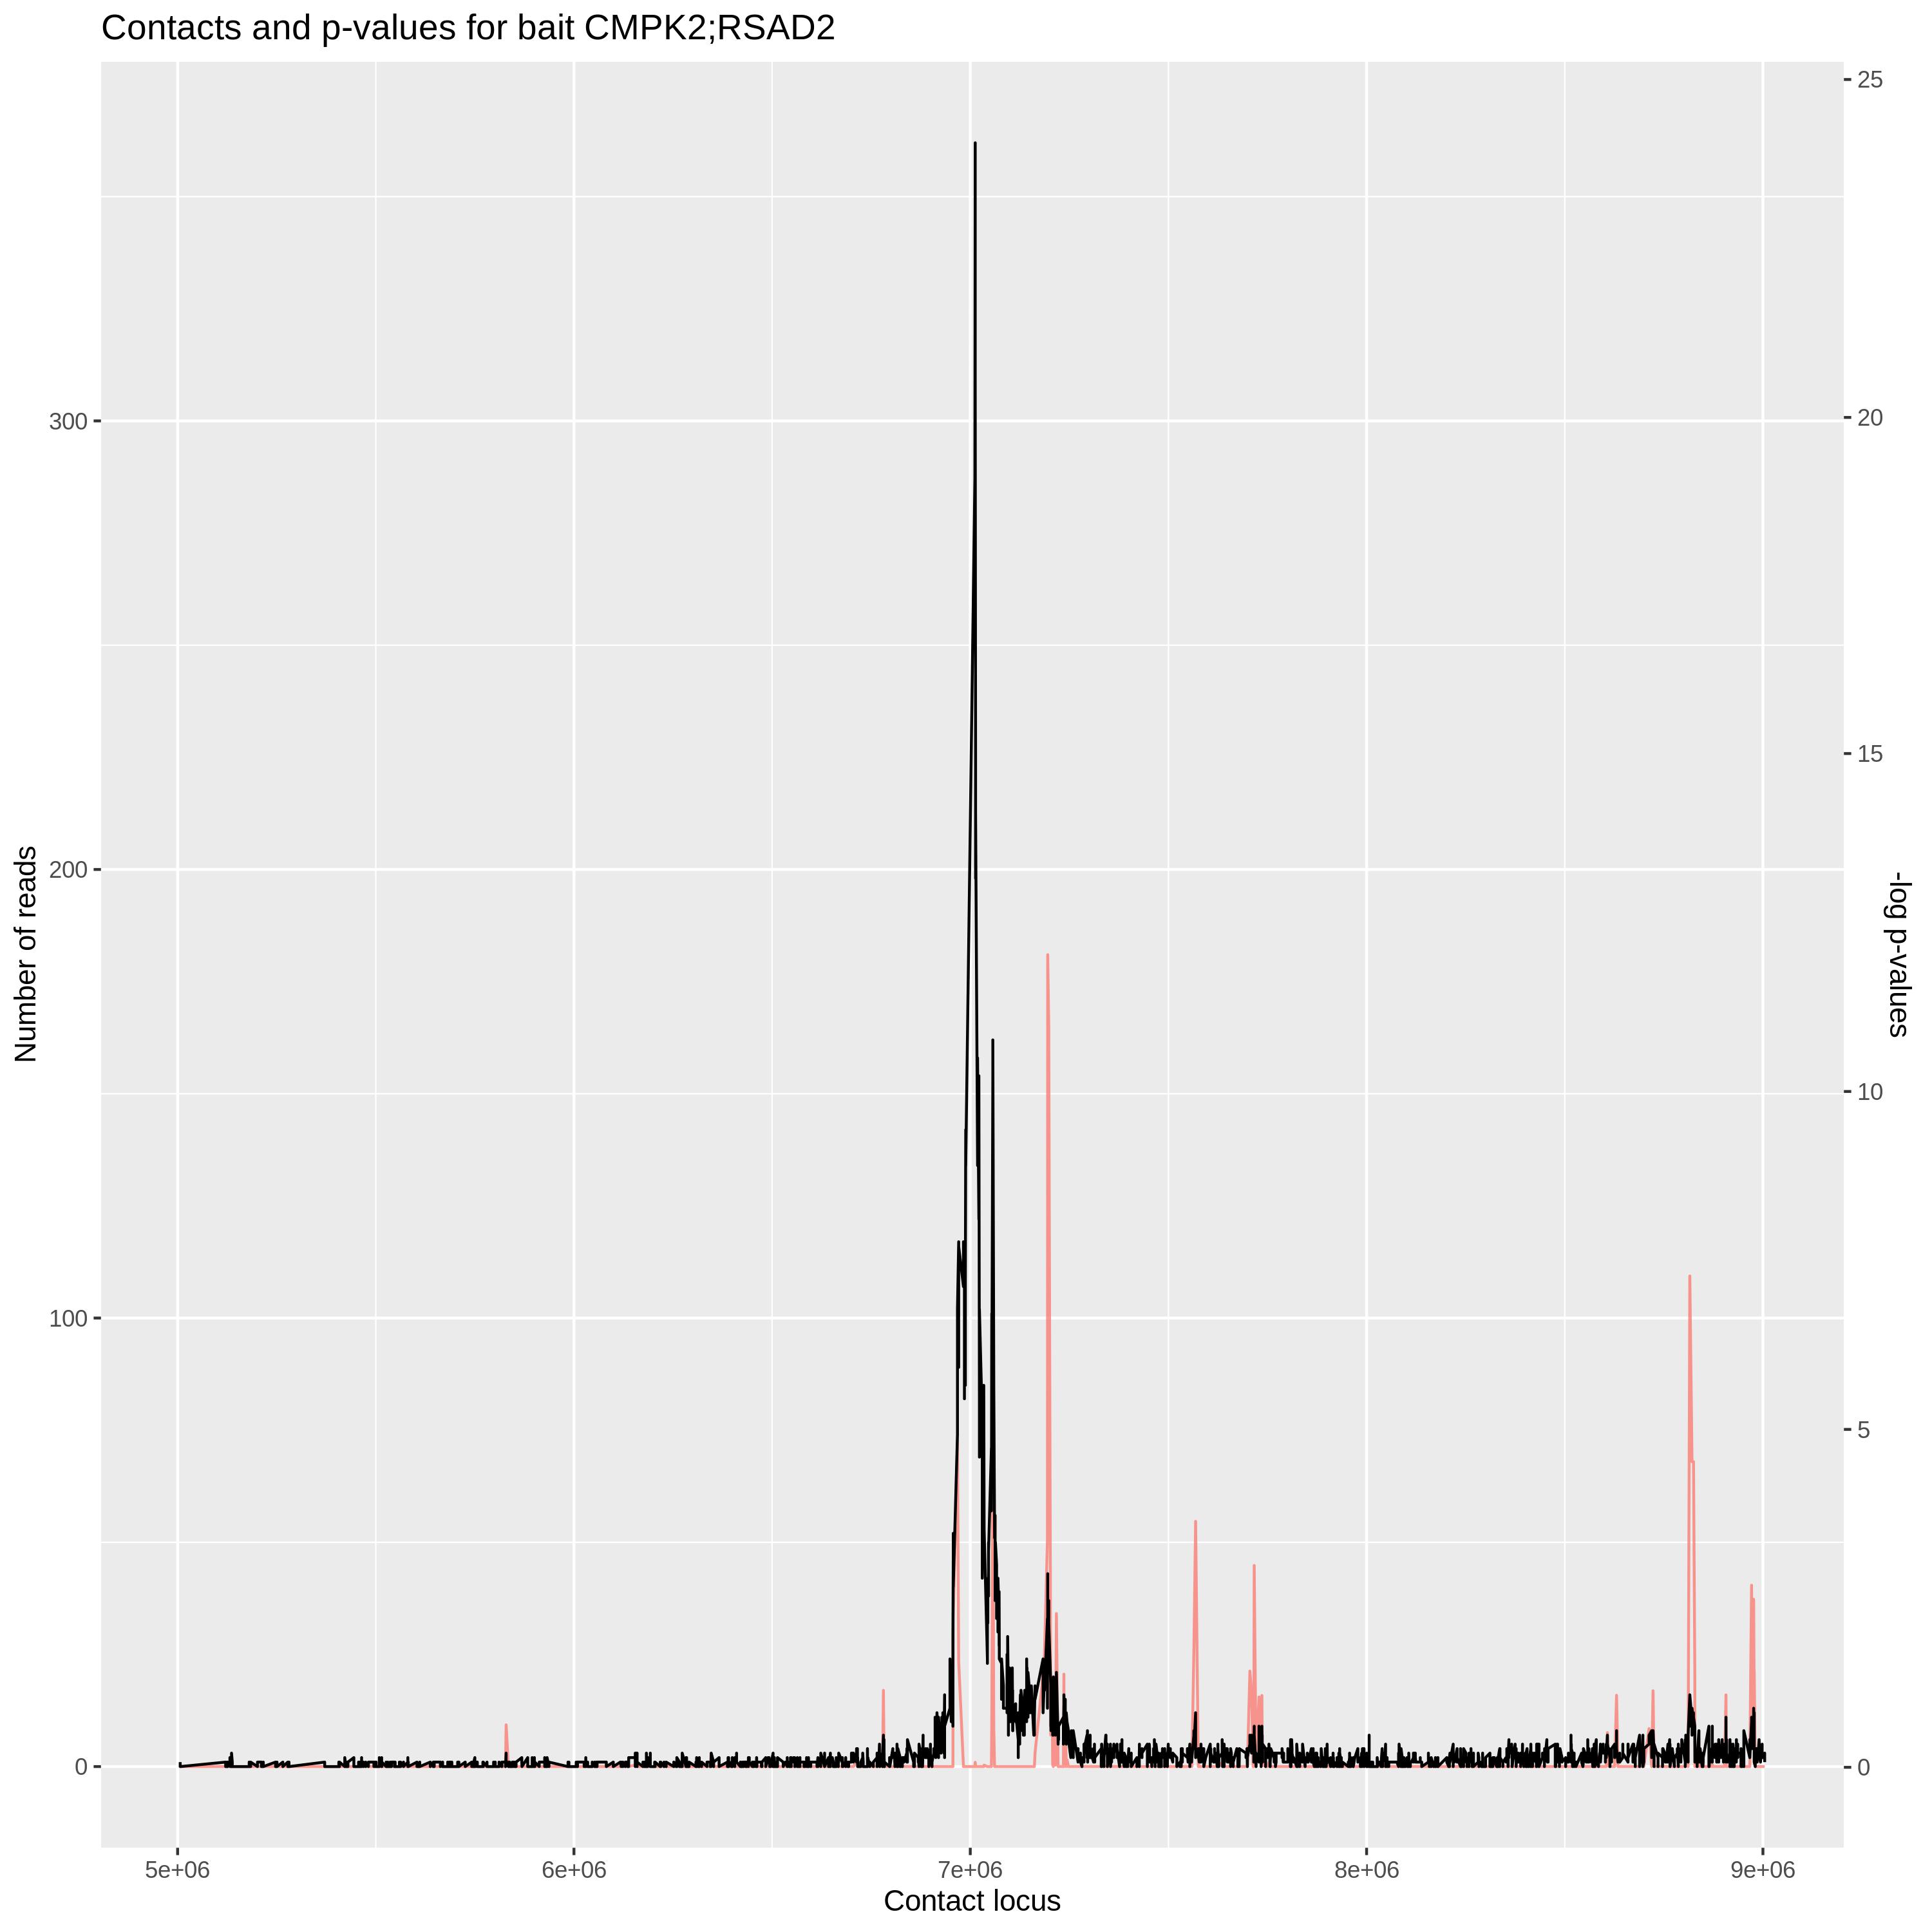 Contacts and p-values for bait CMPK2;RSAD2
Number of reads
300
200
100
0
25
20
15
10
5
0
-log p-values
5e+06 6e+06 7e+06 8e+06 9e+06
Contact locus